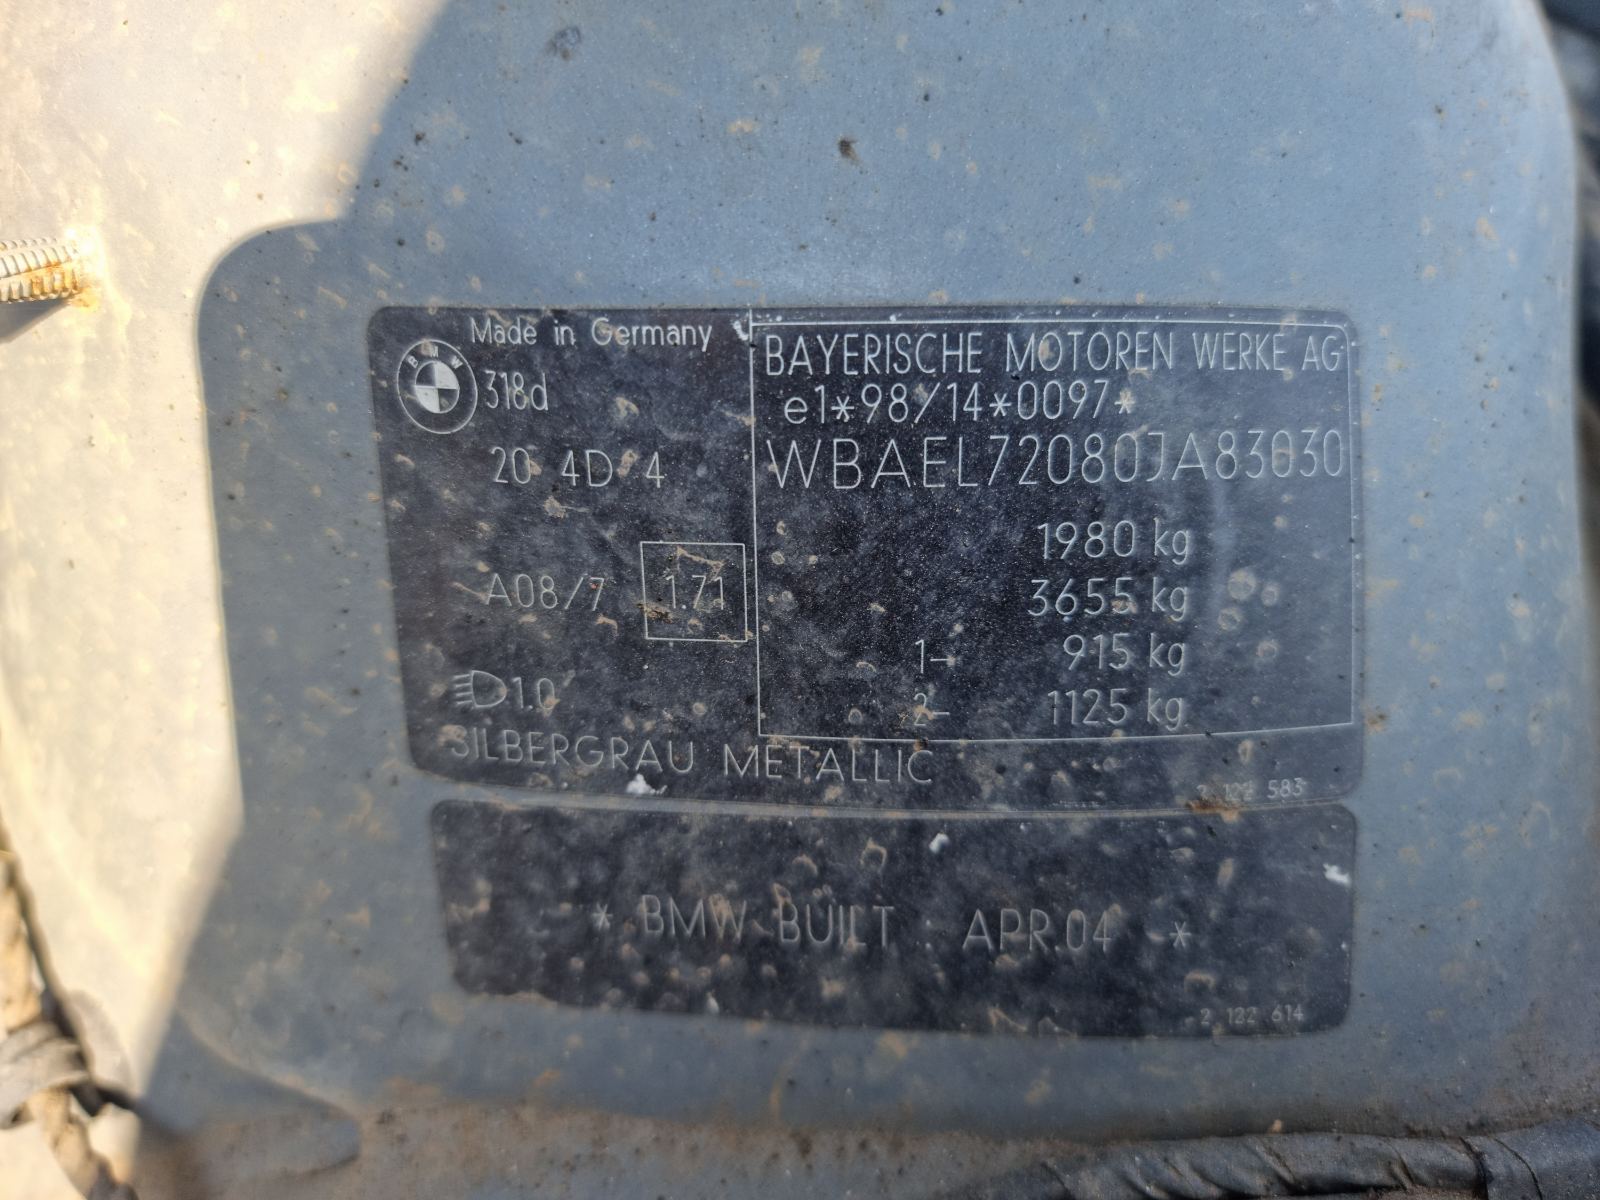 Made in Germany
BMW
318d
20 4D 4
A08/7 1.71
1.0
SILBERGRAU METALLIC
BAYERISCHE MOTOREN WERKE AG
e1*98/14*0097*
WBAEL72080JA83030
1980 kg
3655 kg
1- 915 kg
2- 1125 kg
2 122 583
* BMW BUILT : APR.04 *
2 122 614